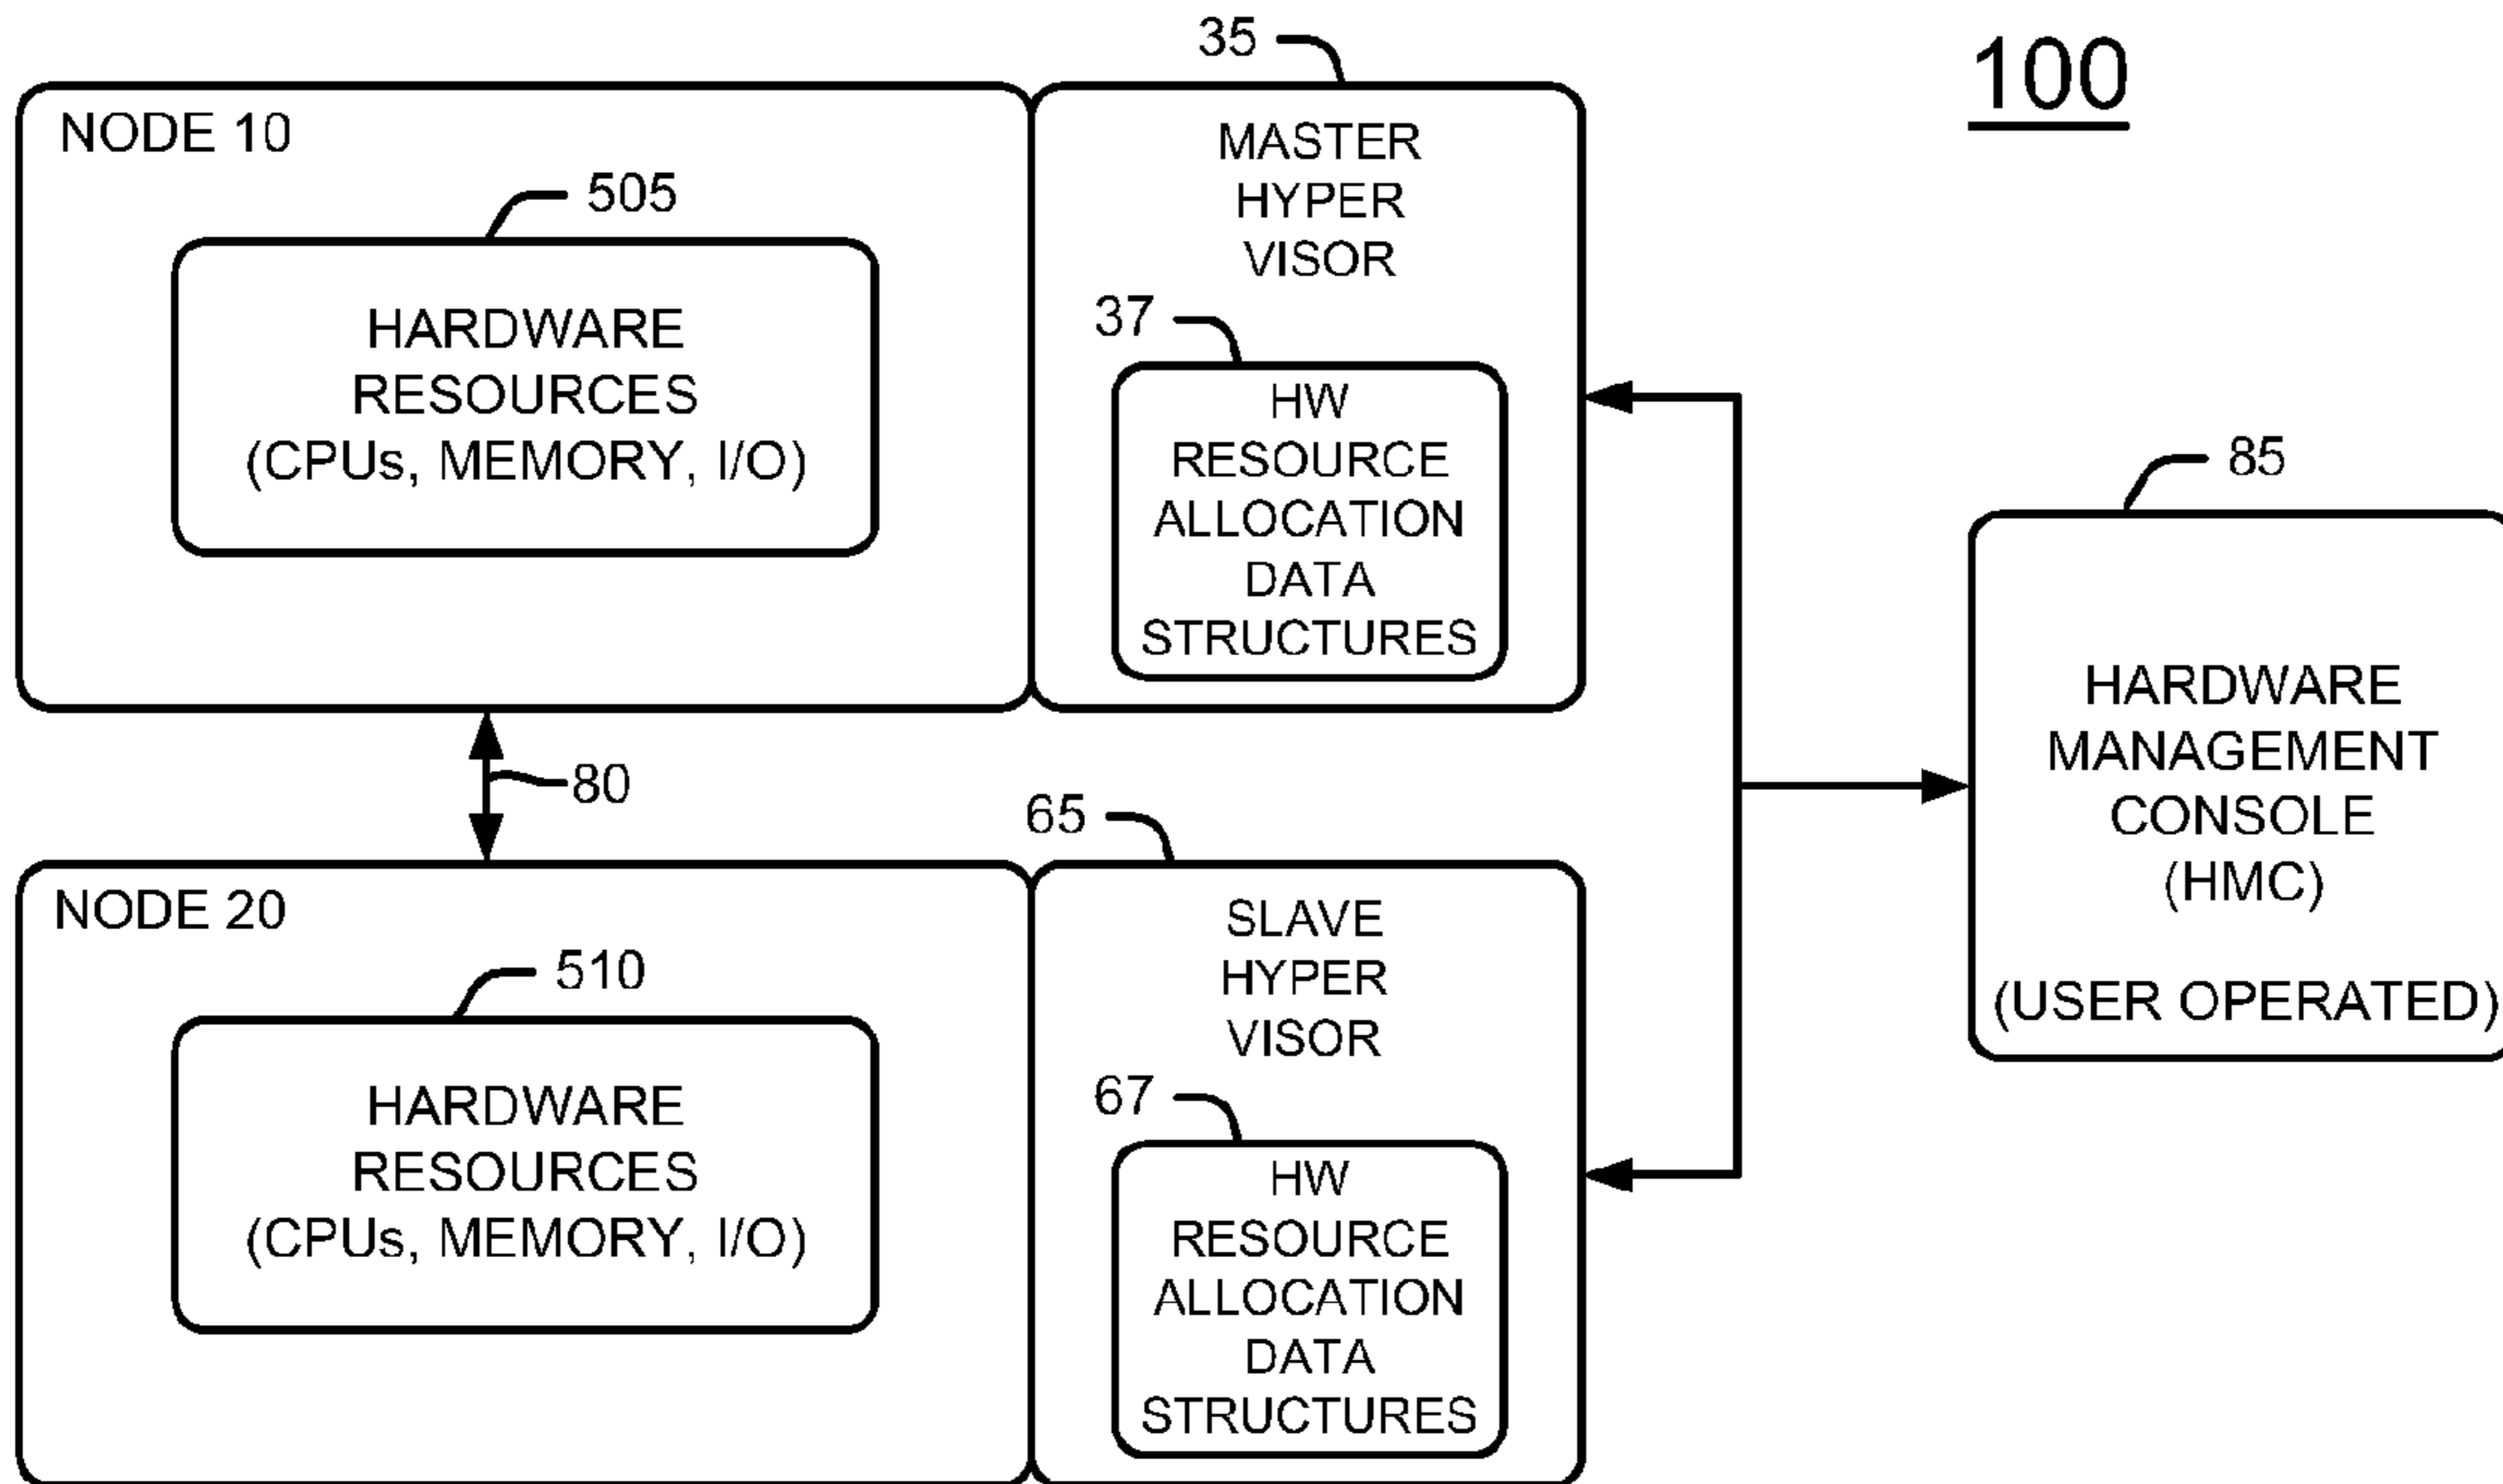 100
35
NODE 10
505
HARDWARE
RESOURCES
(CPUs, MEMORY, I/O)
MASTER
HYPER
VISOR
37
HW
RESOURCE
ALLOCATION
DATA
STRUCTURES
80
85
HARDWARE
MANAGEMENT
CONSOLE
(HMC)
(USER OPERATED)
65
NODE 20
510
HARDWARE
RESOURCES
(CPUs, MEMORY, I/O)
SLAVE
HYPER
VISOR
67
HW
RESOURCE
ALLOCATION
DATA
STRUCTURES